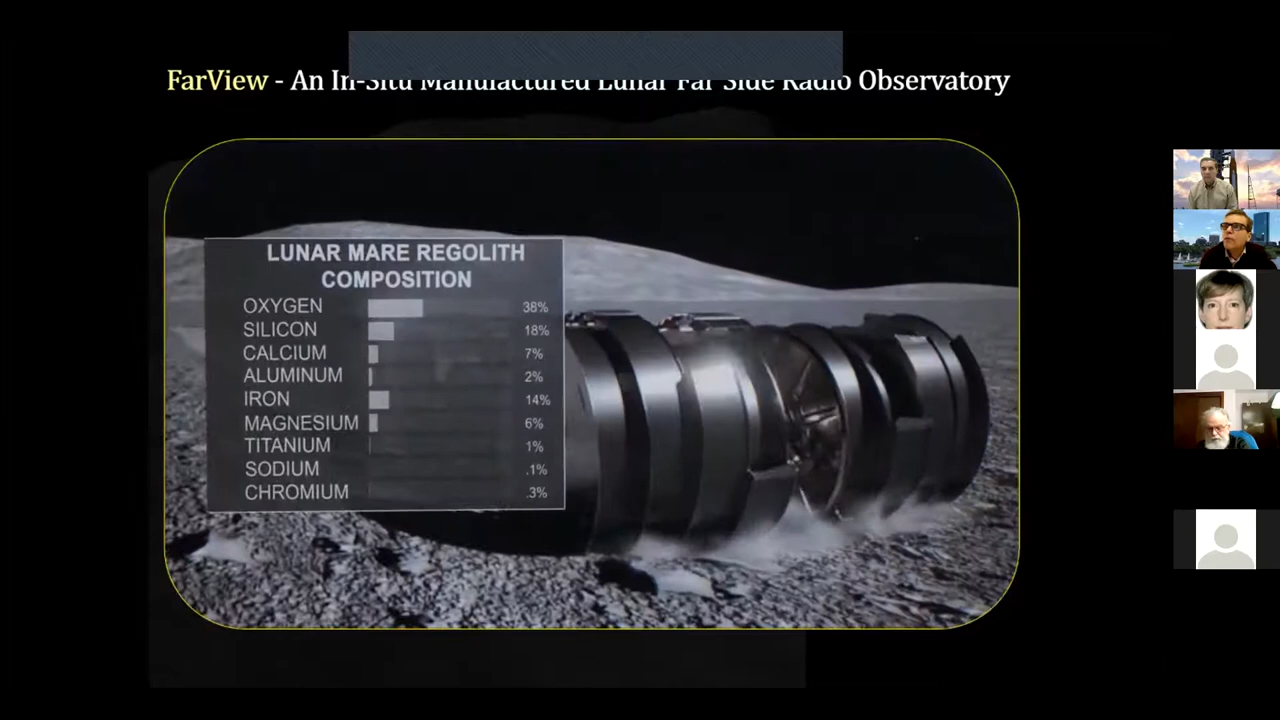 FarView - An In-Situ Manufactured Lunar Far Side Radio Observatory
LUNAR MARE REGOLITH
COMPOSITION
OXYGEN 38%
SILICON 18%
CALCIUM 7%
ALUMINUM 2%
IRON 14%
MAGNESIUM 6%
TITANIUM 1%
SODIUM .1%
CHROMIUM .3%